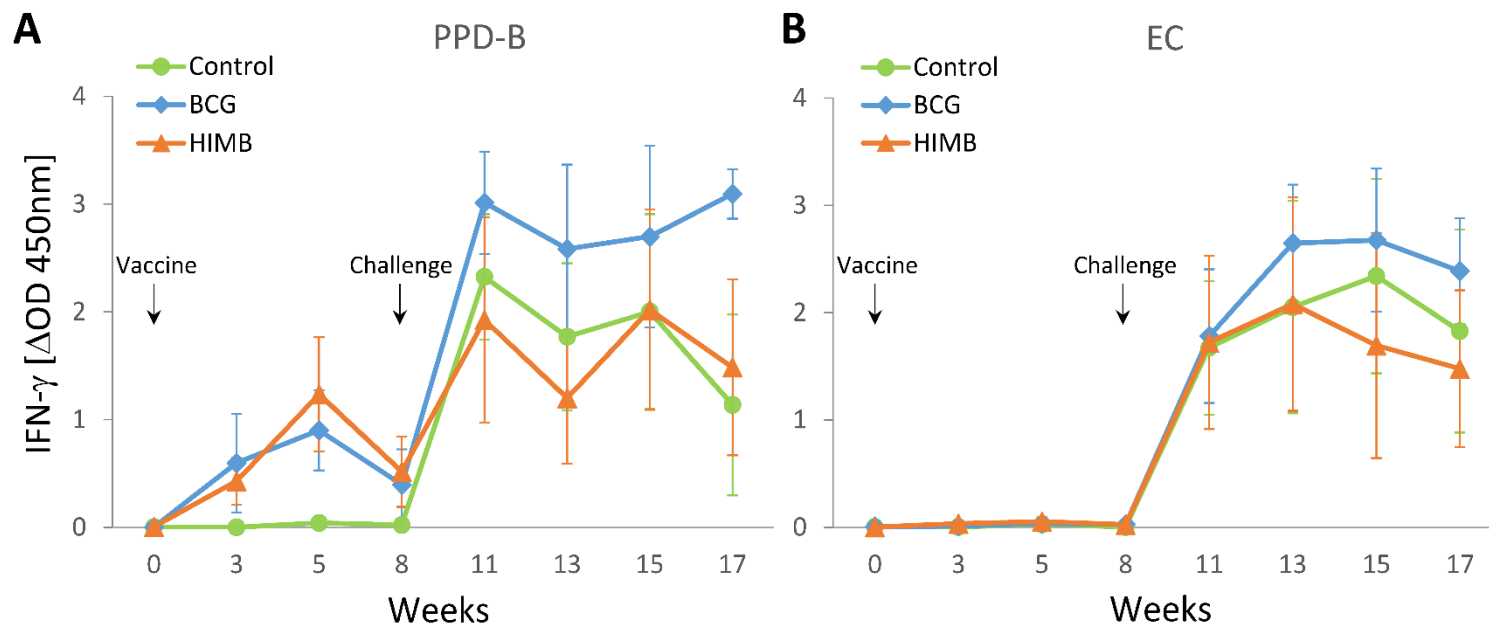 A
PPD-B
Control
BCG
HIMB
IFN-γ [ΔOD 450nm]
4
3
2
1
0
Vaccine
Challenge
0 3 5 8 11 13 15 17
Weeks
B
EC
Control
BCG
HIMB
4
3
2
1
0
Vaccine
Challenge
0 3 5 8 11 13 15 17
Weeks